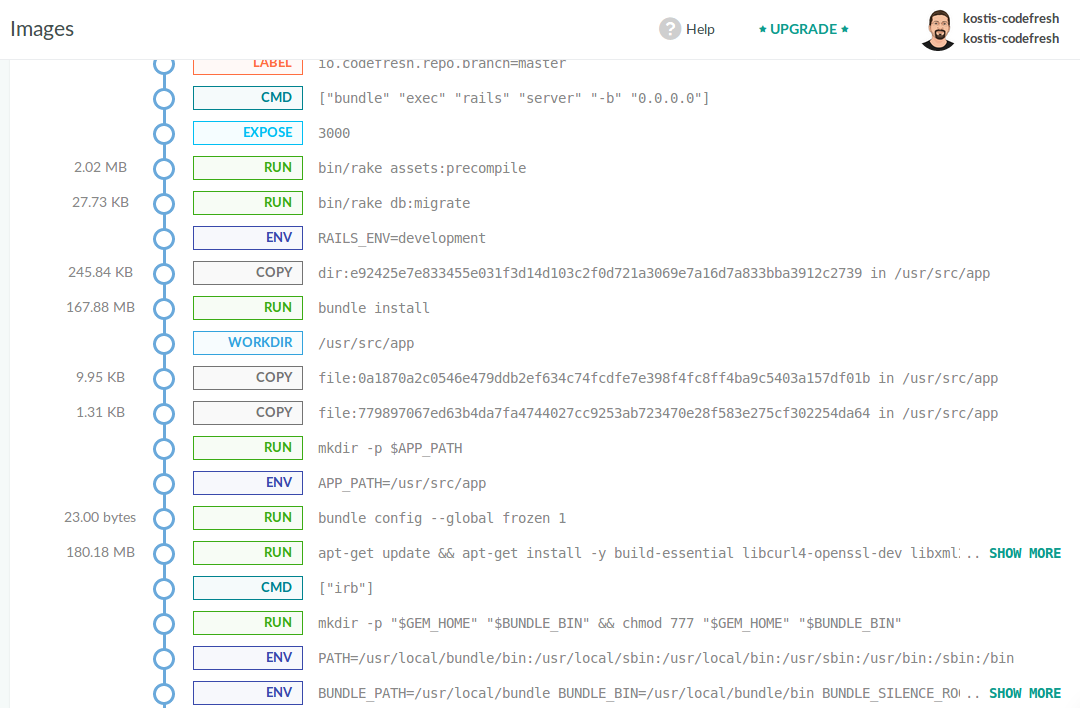 Images
? Help
★ UPGRADE ★
kostis-codefresh
kostis-codefresh
LABEL io.codefresh.repo.branch=master
CMD ["bundle" "exec" "rails" "server" "-b" "0.0.0.0"]
EXPOSE 3000
2.02 MB RUN bin/rake assets:precompile
27.73 KB RUN bin/rake db:migrate
ENV RAILS_ENV=development
245.84 KB COPY dir:e92425e7e833455e031f3d14d103c2f0d721a3069e7a16d7a833bba3912c2739 in /usr/src/app
167.88 MB RUN bundle install
WORKDIR /usr/src/app
9.95 KB COPY file:0a1870a2c0546e479ddb2ef634c74fcdfe7e398f4fc8ff4ba9c5403a157df01b in /usr/src/app
1.31 KB COPY file:779897067ed63b4da7fa4744027cc9253ab723470e28f583e275cf302254da64 in /usr/src/app
RUN mkdir -p $APP_PATH
ENV APP_PATH=/usr/src/app
23.00 bytes RUN bundle config --global frozen 1
180.18 MB RUN apt-get update && apt-get install -y build-essential libcurl4-openssl-dev libxml... SHOW MORE
CMD ["irb"]
RUN mkdir -p "$GEM_HOME" "$BUNDLE_BIN" && chmod 777 "$GEM_HOME" "$BUNDLE_BIN"
ENV PATH=/usr/local/bundle/bin:/usr/local/sbin:/usr/local/bin:/usr/sbin:/usr/bin:/sbin:/bin
ENV BUNDLE_PATH=/usr/local/bundle BUNDLE_BIN=/usr/local/bundle/bin BUNDLE_SILENCE_RO... SHOW MORE